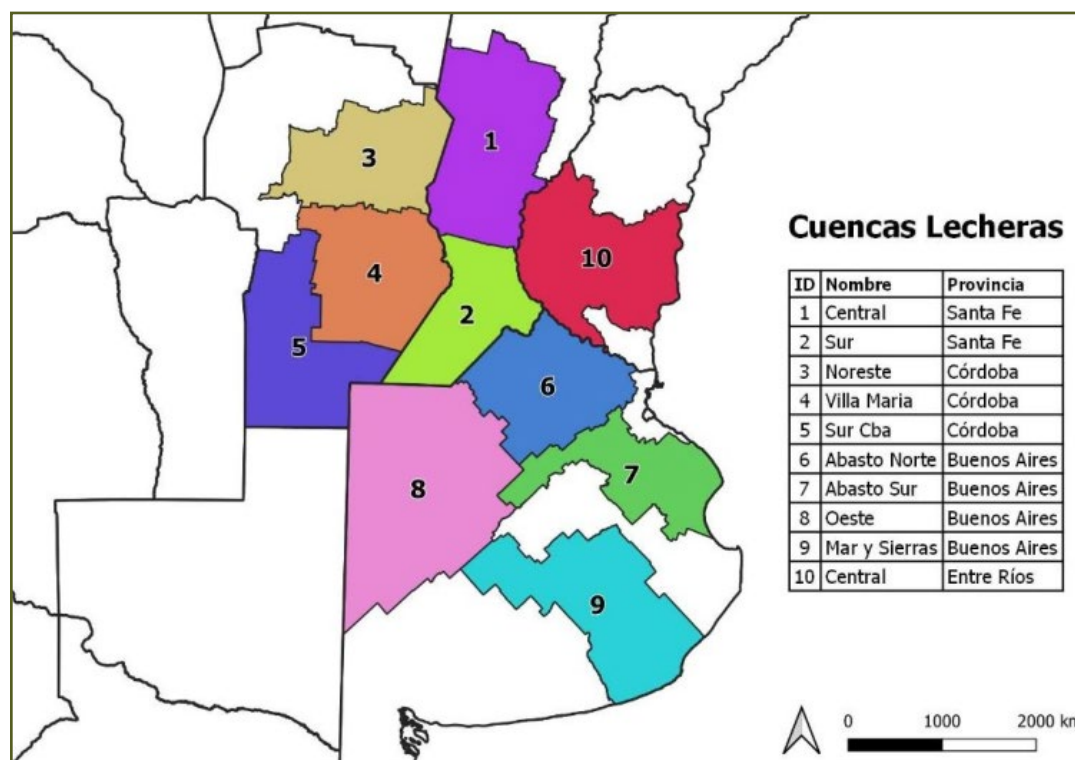 1
3
10
4
2
5
6
7
8
9
Cuencas Lecheras
ID Nombre Provincia
1 Central Santa Fe
2 Sur Santa Fe
3 Noreste Córdoba
4 Villa Maria Córdoba
5 Sur Cba Córdoba
6 Abasto Norte Buenos Aires
7 Abasto Sur Buenos Aires
8 Oeste Buenos Aires
9 Mar y Sierras Buenos Aires
10 Central Entre Ríos
0 1000 2000 km